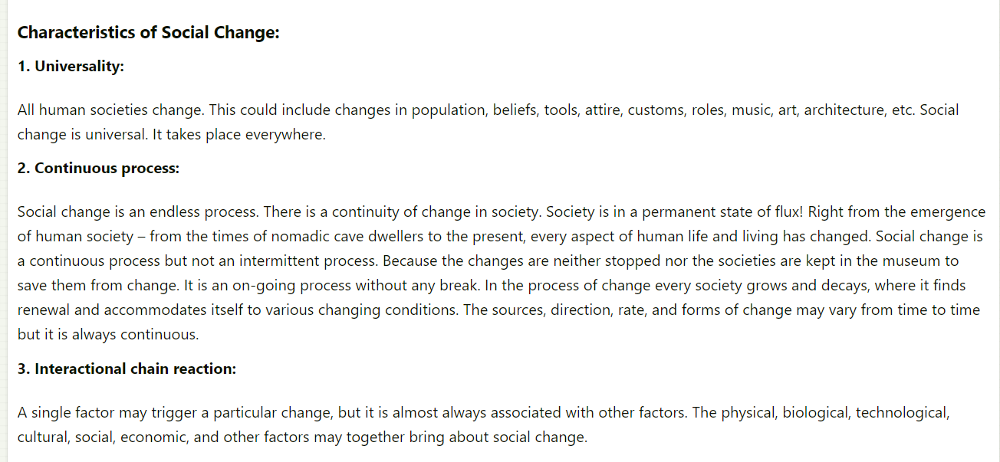 Characteristics of Social Change:
1. Universality:
All human societies change. This could include changes in population, beliefs, tools, attire, customs, roles, music, art, architecture, etc. Social
change is universal. It takes place everywhere.
2. Continuous process:
Social change is an endless process. There is a continuity of change in society. Society is in a permanent state of flux! Right from the emergence
of human society – from the times of nomadic cave dwellers to the present, every aspect of human life and living has changed. Social change is
a continuous process but not an intermittent process. Because the changes are neither stopped nor the societies are kept in the museum to
save them from change. It is an on-going process without any break. In the process of change every society grows and decays, where it finds
renewal and accommodates itself to various changing conditions. The sources, direction, rate, and forms of change may vary from time to time
but it is always continuous.
3. Interactional chain reaction:
A single factor may trigger a particular change, but it is almost always associated with other factors. The physical, biological, technological,
cultural, social, economic, and other factors may together bring about social change.